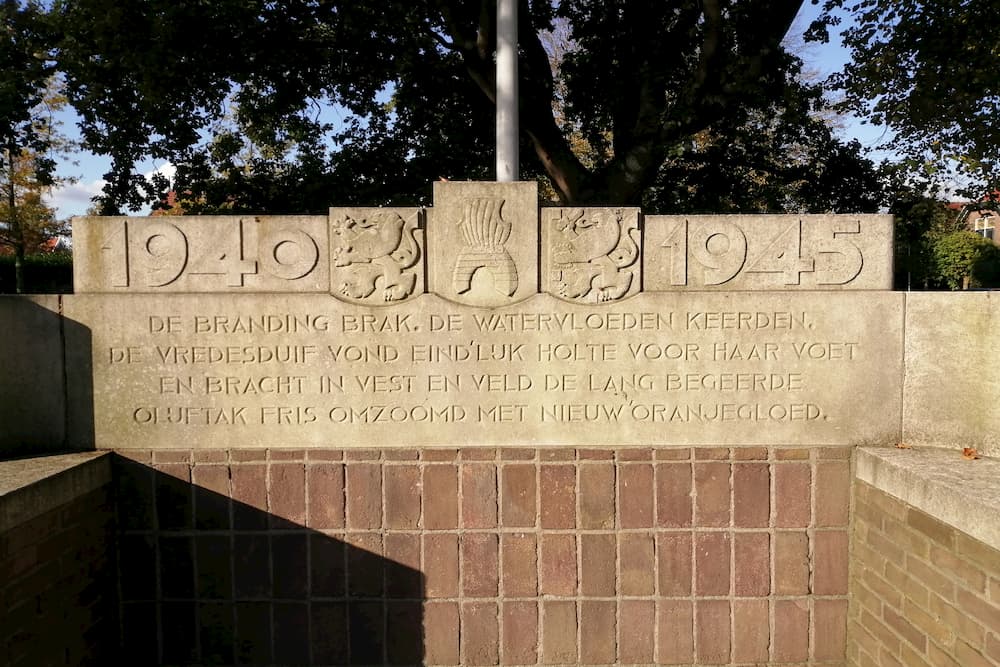 1940 1945
DE BRANDING BRAK. DE WATERVLOEDEN KEERDEN.
DE VREDESDUIF VOND EIND'LIJK HOLTE VOOR HAAR VOET
EN BRACHT IN VEST EN VELD DE LANG BEGEERDE
OLIJFTAK FRIS OMZOOMD MET NIEUW'ORANJEGLOED.